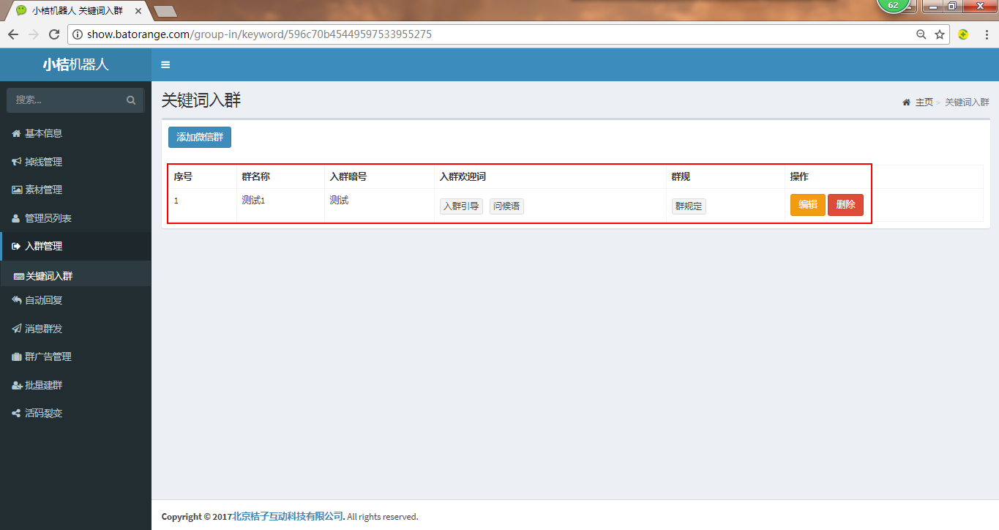 小桔机器人 关键词入群
62
show.batorange.com/group-in/keyword/596c70b45449597533955275
小桔机器人
搜索...
基本信息
掉线管理
素材管理
管理员列表
入群管理
关键词入群
自动回复
消息群发
群广告管理
批量建群
活码裂变
关键词入群
主页 > 关键词入群
添加微信群
序号 群名称 入群暗号 入群欢迎词 群规 操作
1 测试1 测试 入群引导 问候语 群规定 编辑 删除
Copyright © 2017北京桔子互动科技有限公司. All rights reserved.